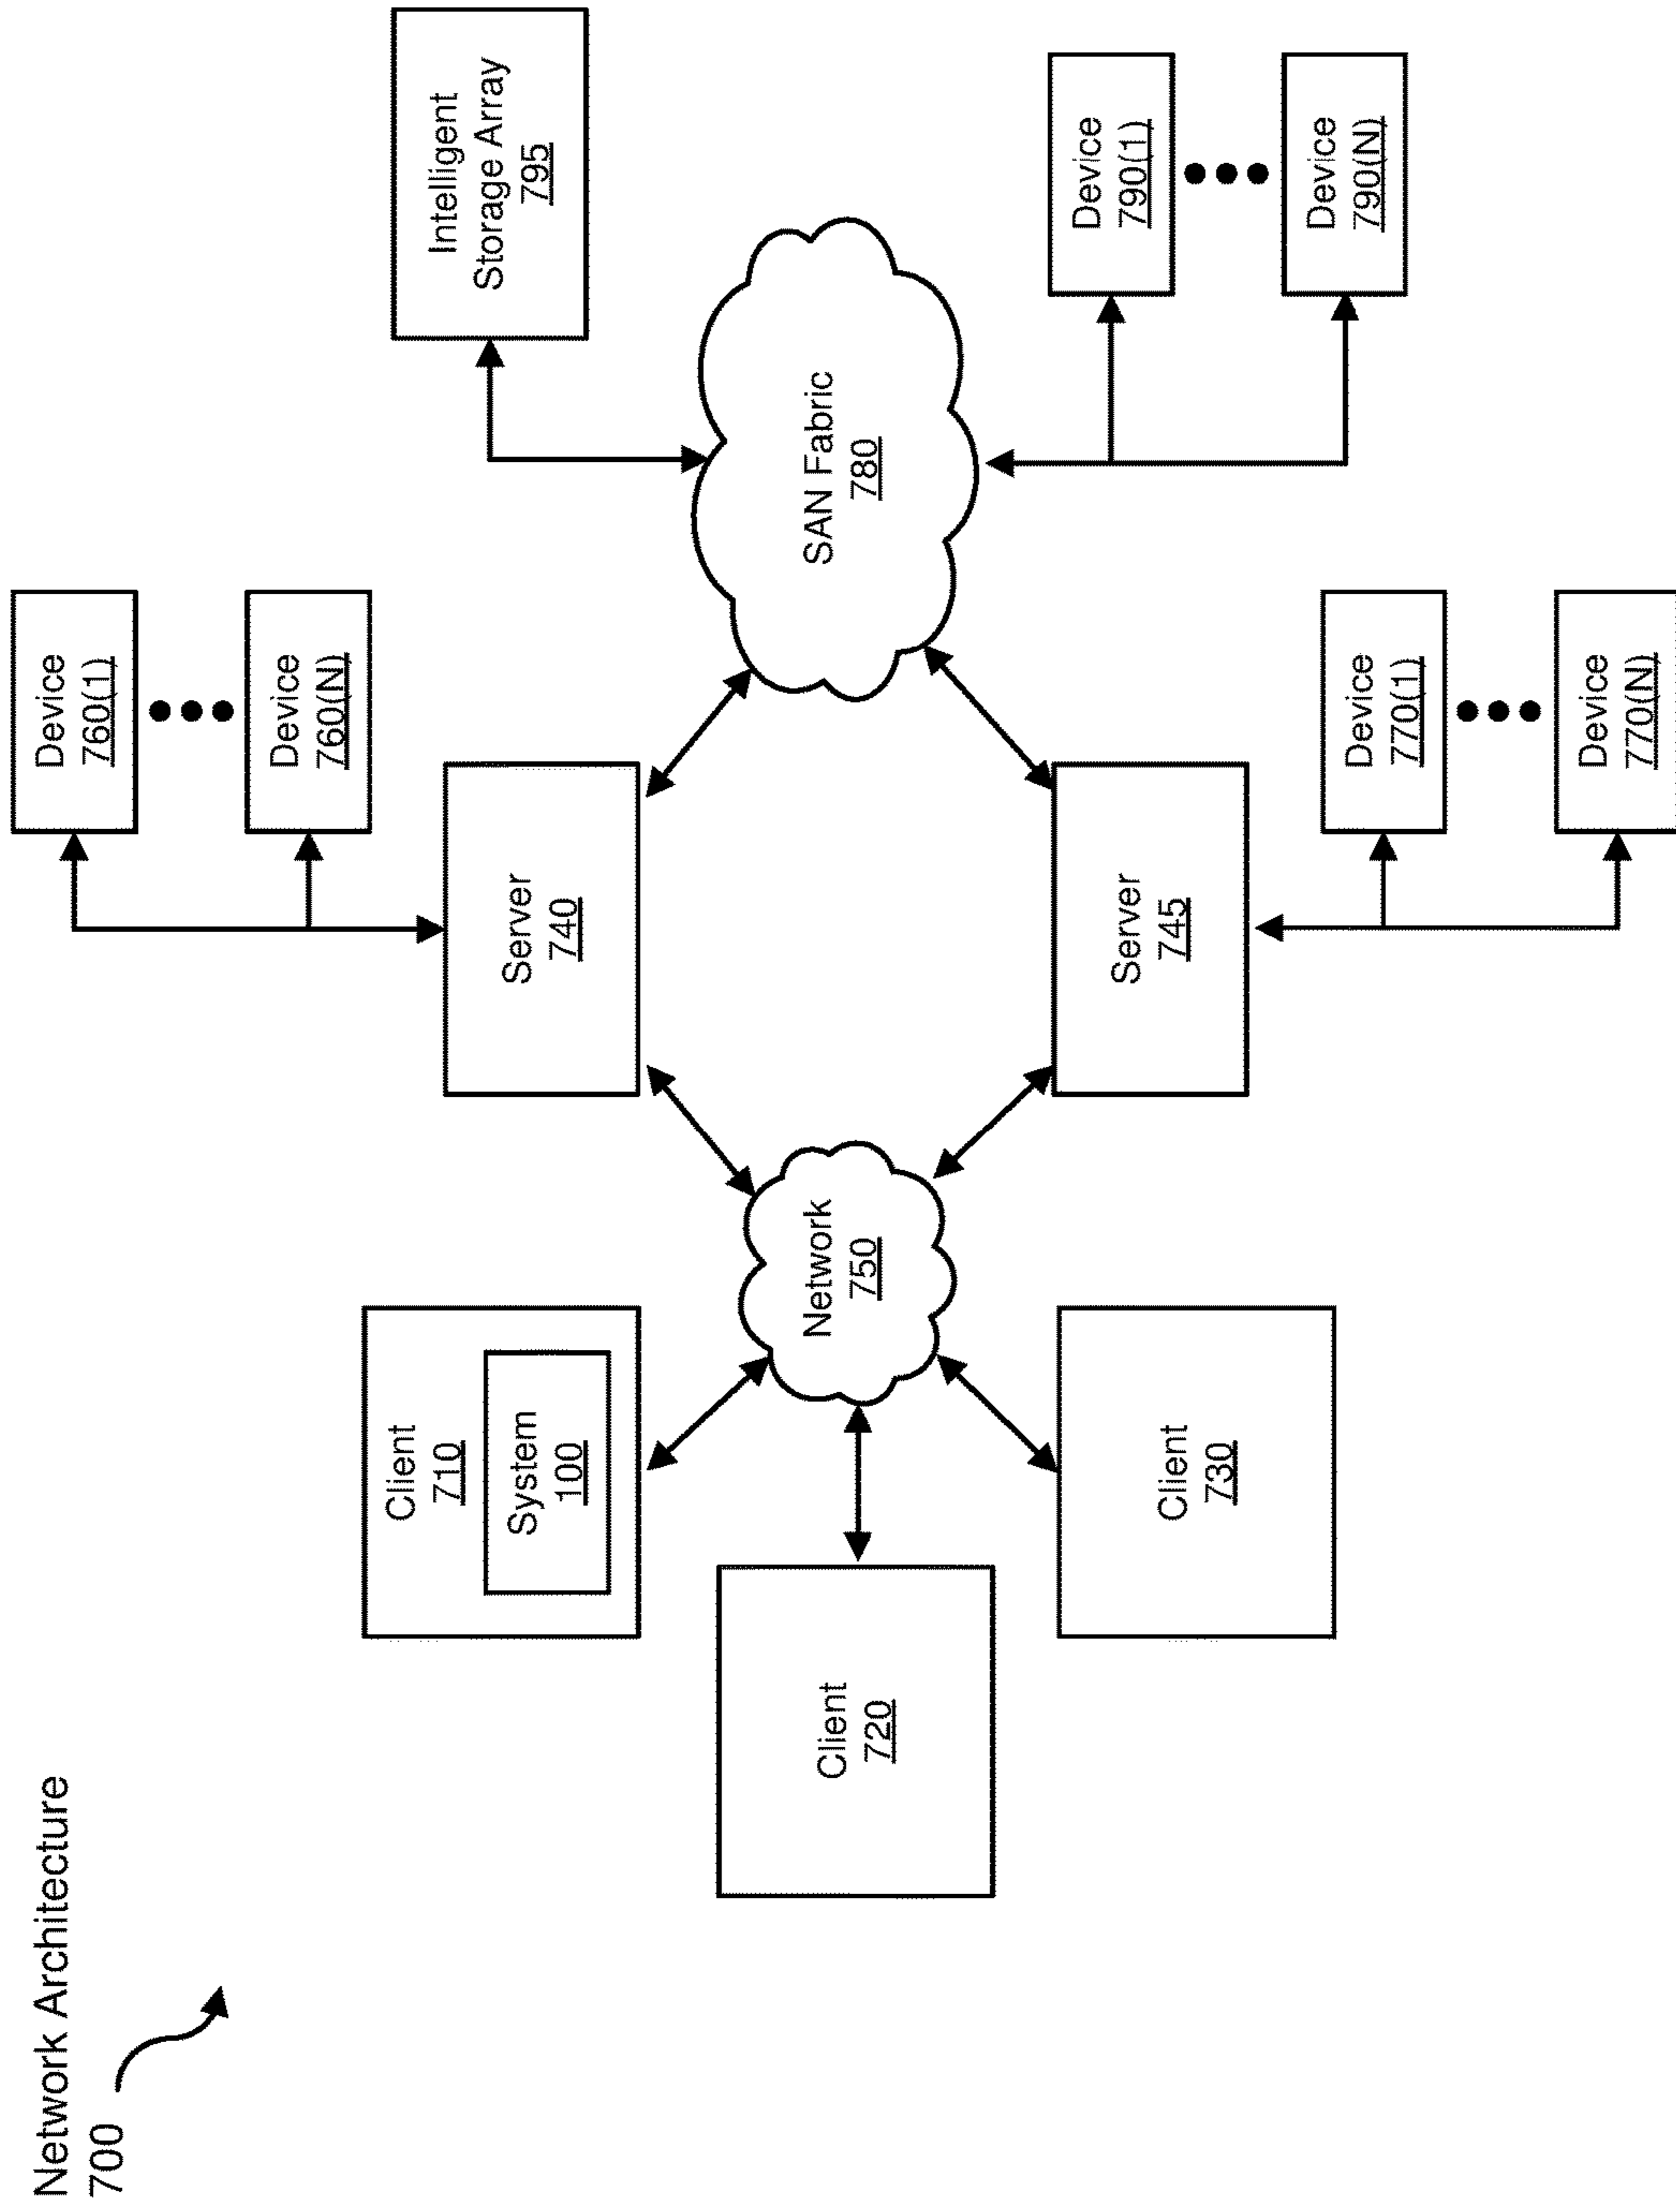 Network Architecture
700
Client
710
System
100
Client
720
Client
730
Network
750
Device
760(1)
Device
760(N)
Server
740
Server
745
Device
770(1)
Device
770(N)
SAN Fabric
780
Intelligent
Storage Array
795
Device
790(1)
Device
790(N)